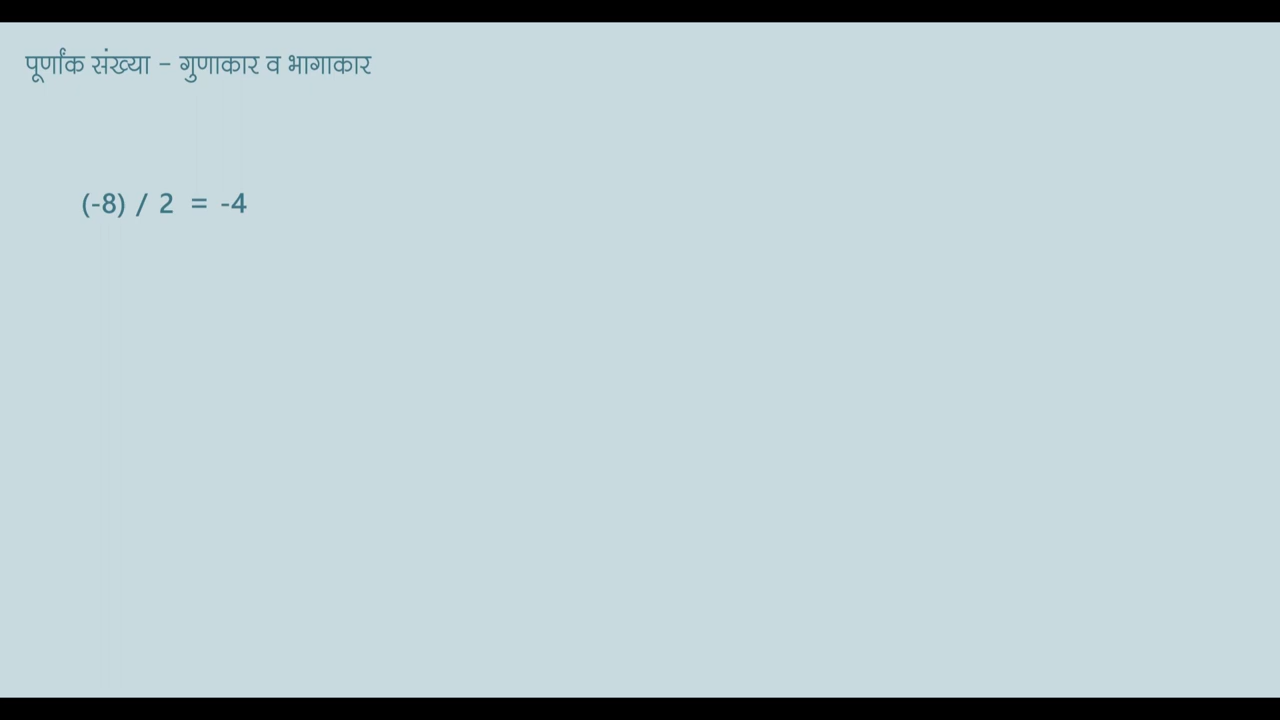 पूर्णांक संख्या - गुणाकार व भागाकार
(-8) / 2 = -4